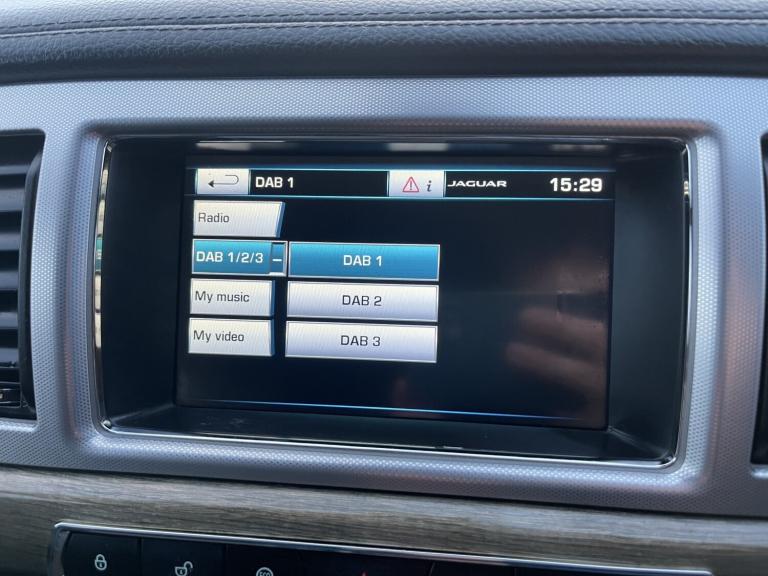 DAB 1 i JAGUAR 15:29
Radio
DAB 1/2/3 – DAB 1
My music DAB 2
My video DAB 3
ECO